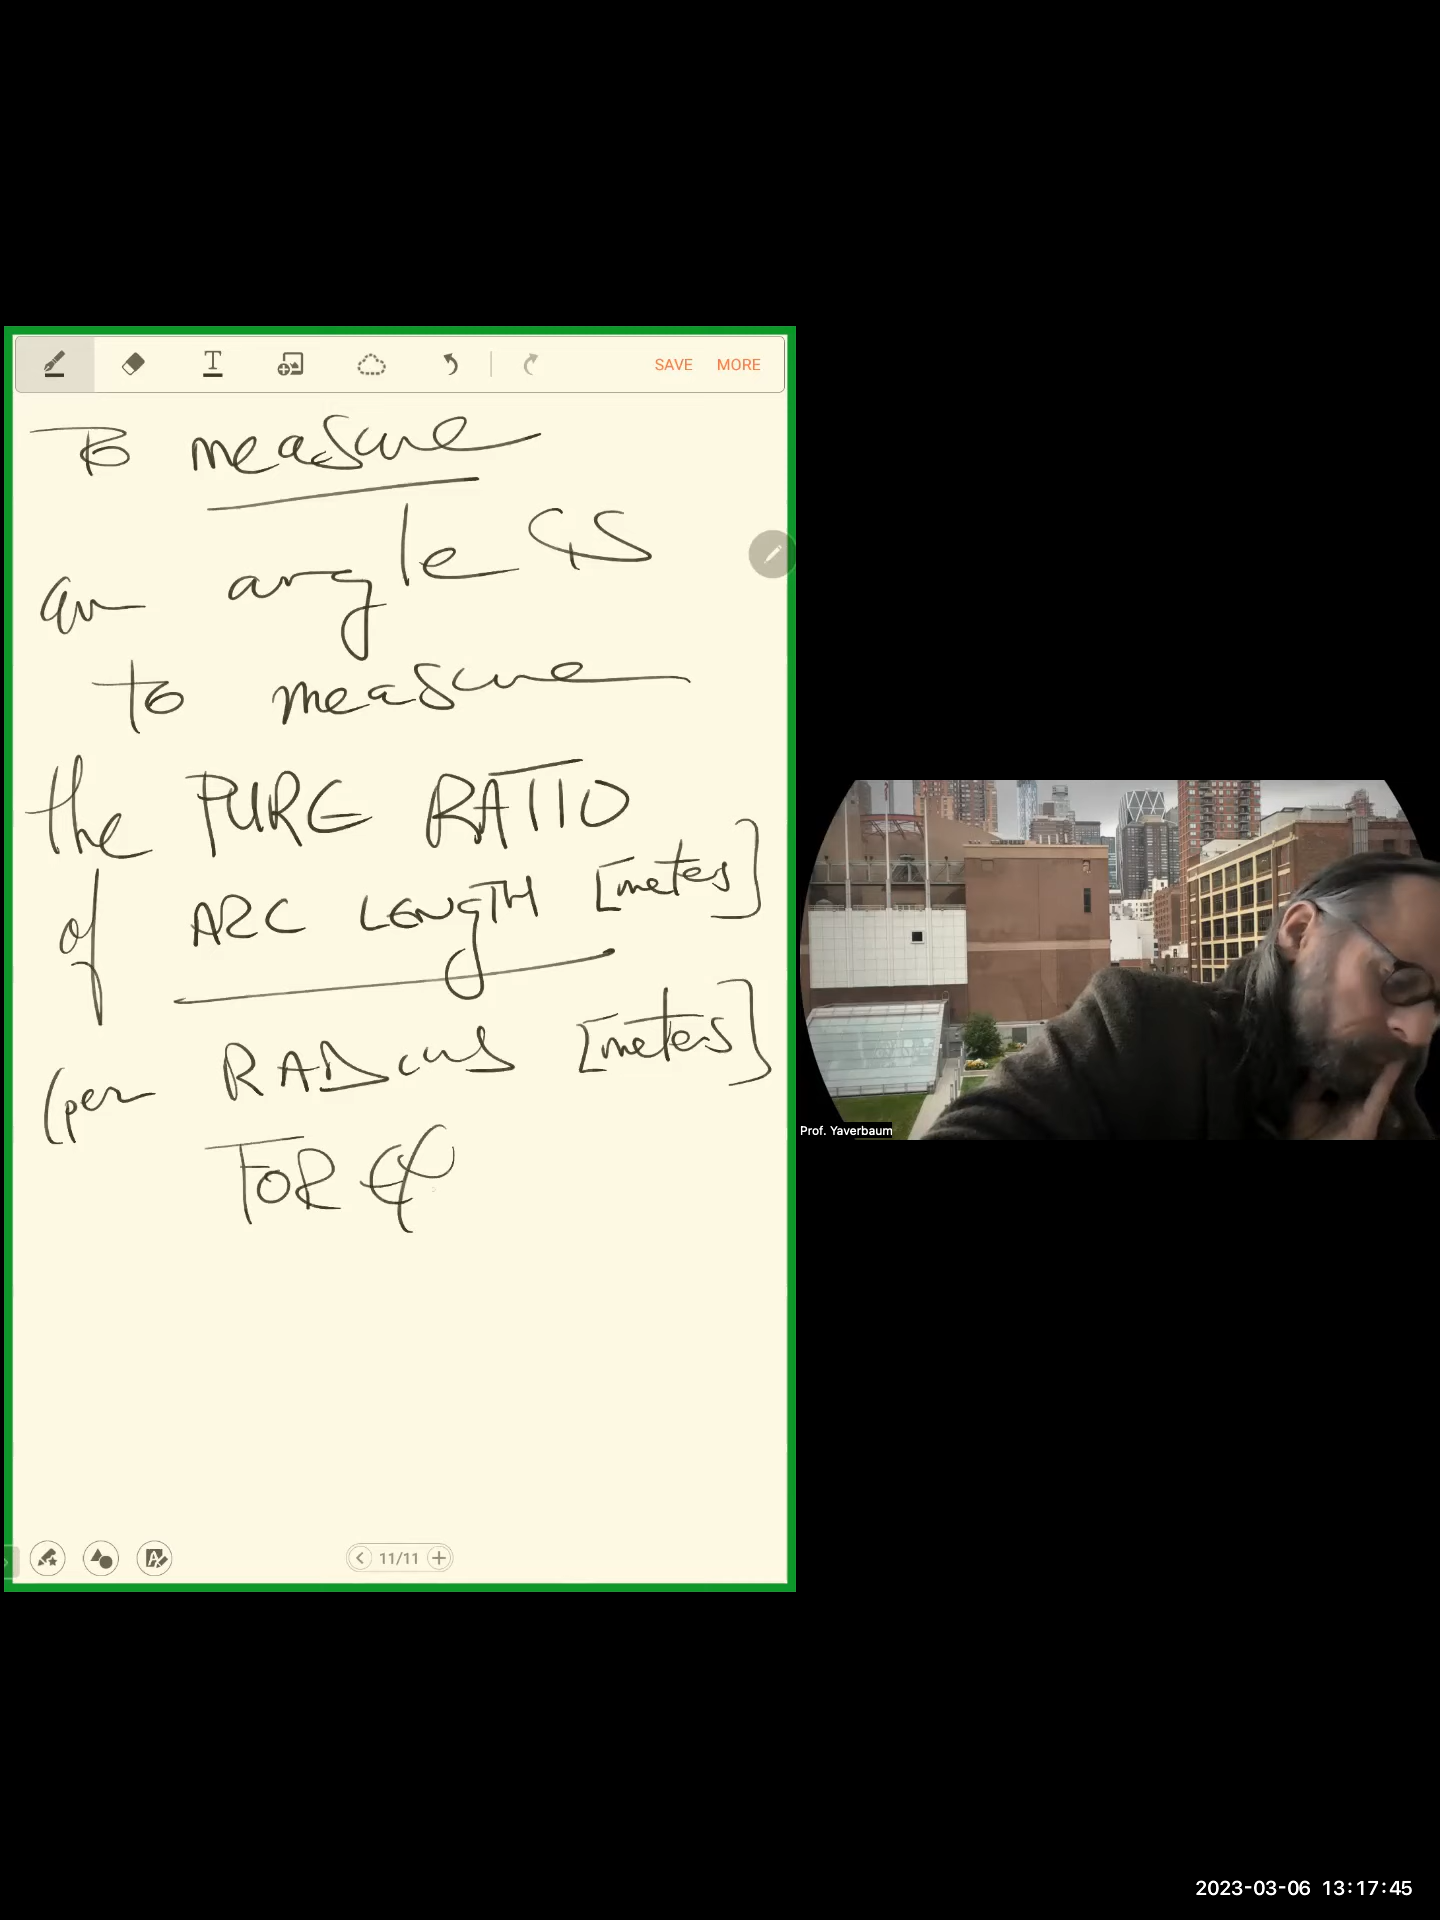 T
SAVE
MORE
To measure
an angle is
to measure
the PURE RATIO
of ARC LENGTH [meters]
(per RADIUS [meters]
FOR
A
11/11
Prof. Yaverbaum
2023-03-06 13:17:45